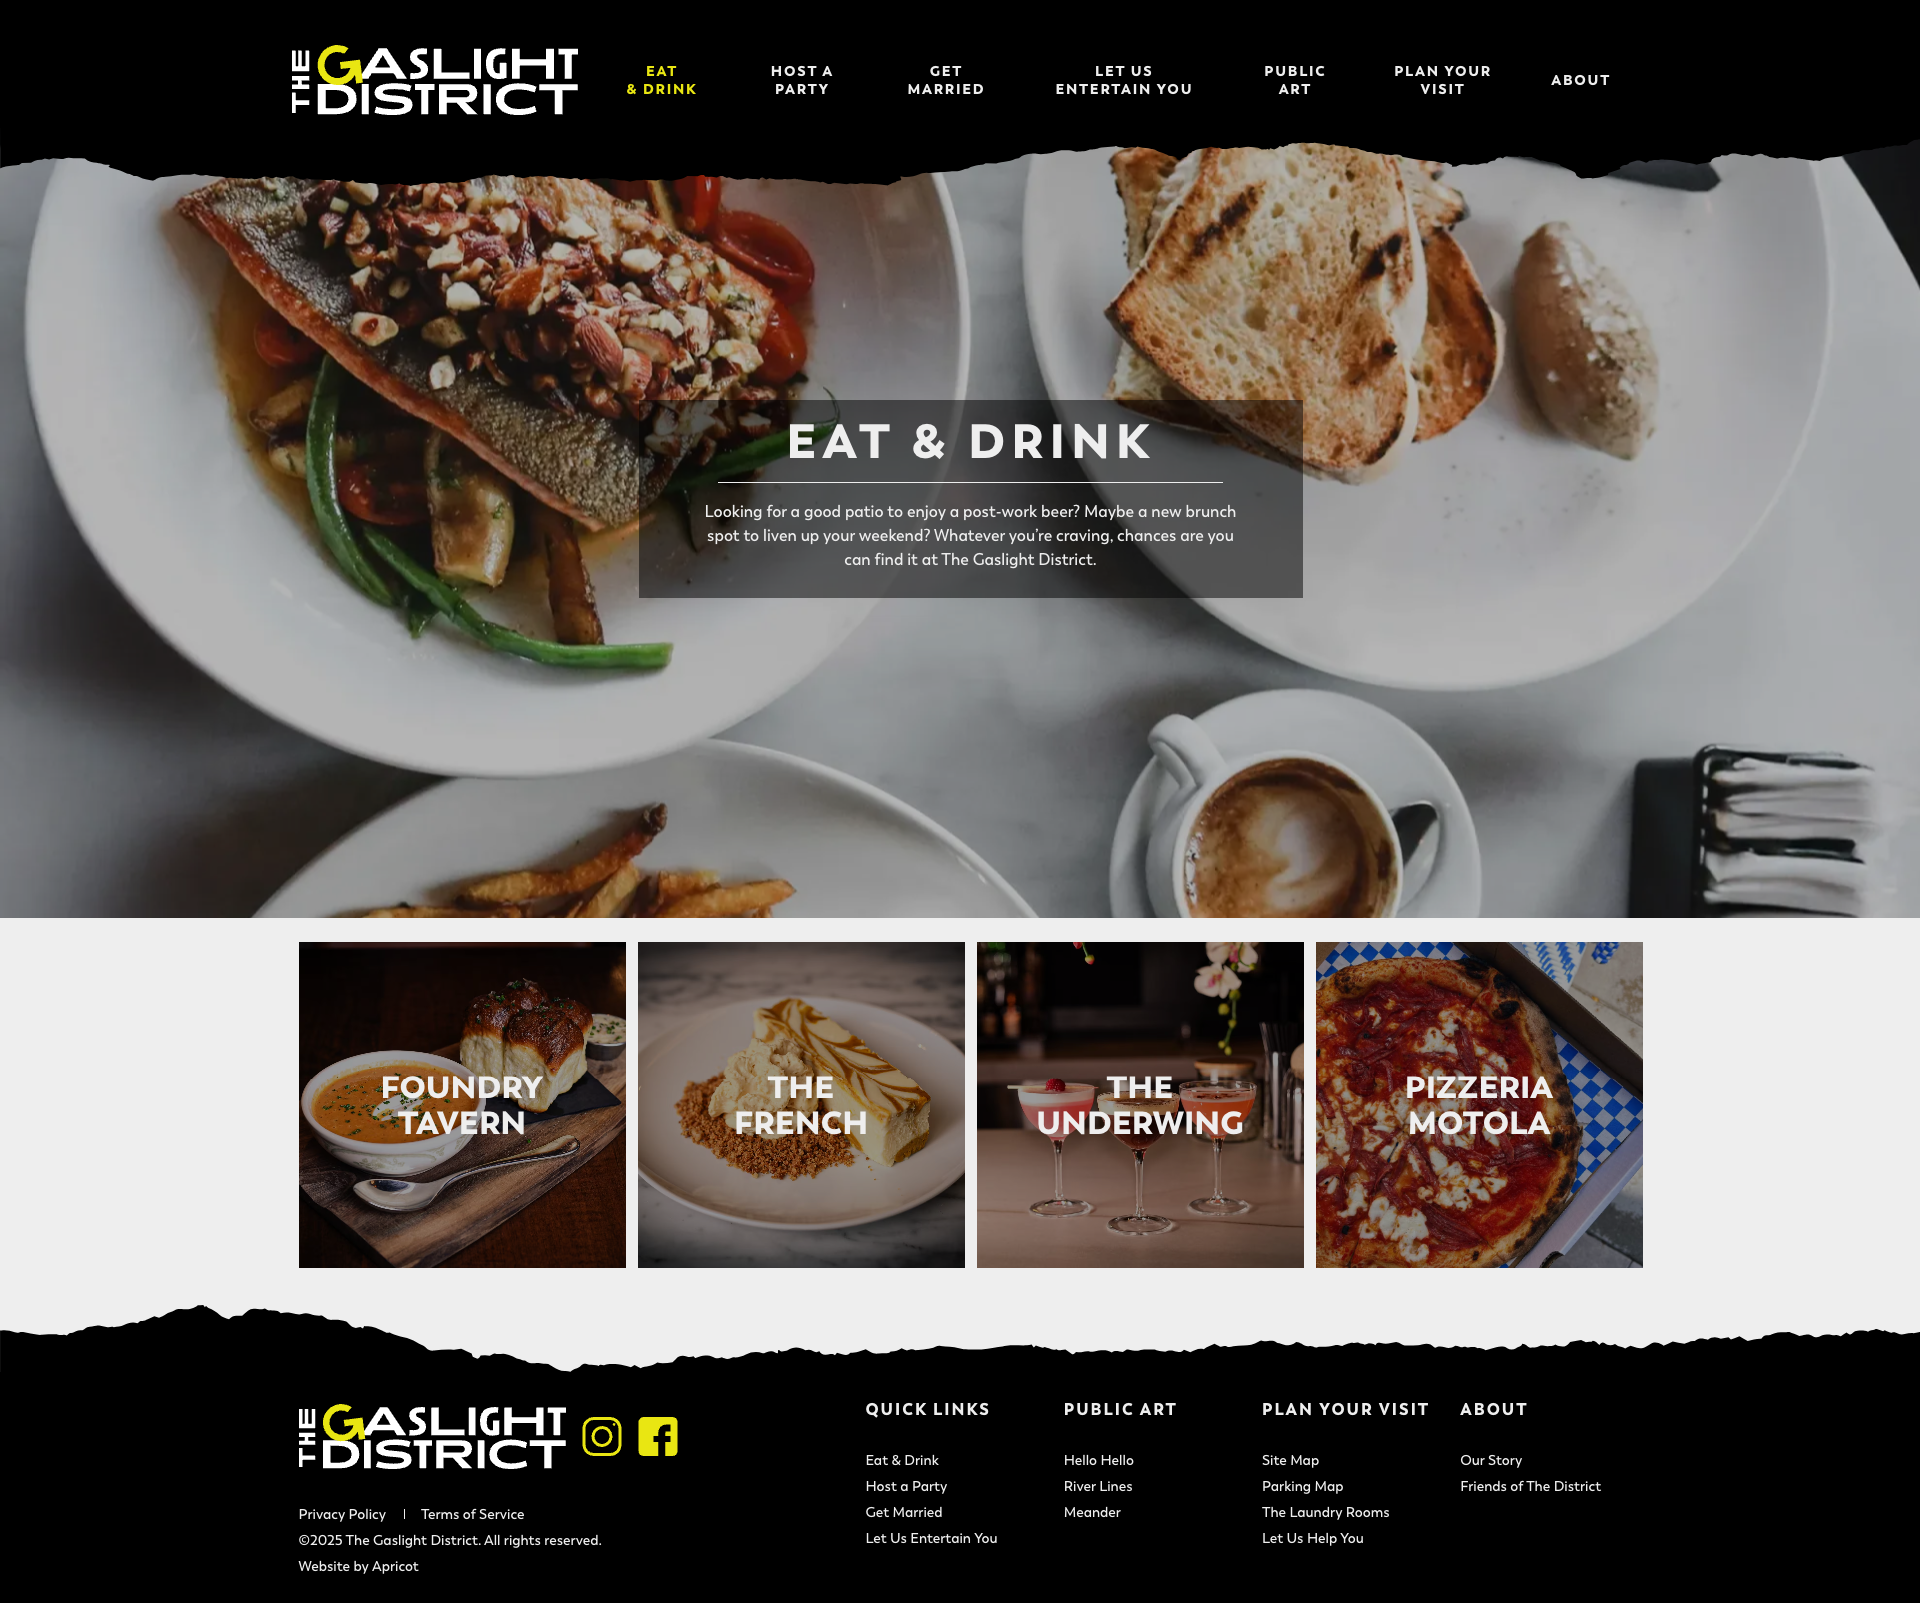 THE GASLIGHT
DISTRICT
EAT
& DRINK
HOST A
PARTY
GET
MARRIED
LET US
ENTERTAIN YOU
PUBLIC
ART
PLAN YOUR
VISIT
ABOUT
EAT & DRINK
Looking for a good patio to enjoy a post-work beer? Maybe a new brunch
spot to liven up your weekend? Whatever you're craving, chances are you
can find it at The Gaslight District.
FOUNDRY
TAVERN
THE
FRENCH
THE
UNDERWING
PIZZERIA
MOTOLA
THE GASLIGHT
DISTRICT
Privacy Policy | Terms of Service
©2025 The Gaslight District. All rights reserved.
Website by Apricot
QUICK LINKS
Eat & Drink
Host a Party
Get Married
Let Us Entertain You
PUBLIC ART
Hello Hello
River Lines
Meander
PLAN YOUR VISIT
Site Map
Parking Map
The Laundry Rooms
Let Us Help You
ABOUT
Our Story
Friends of The District